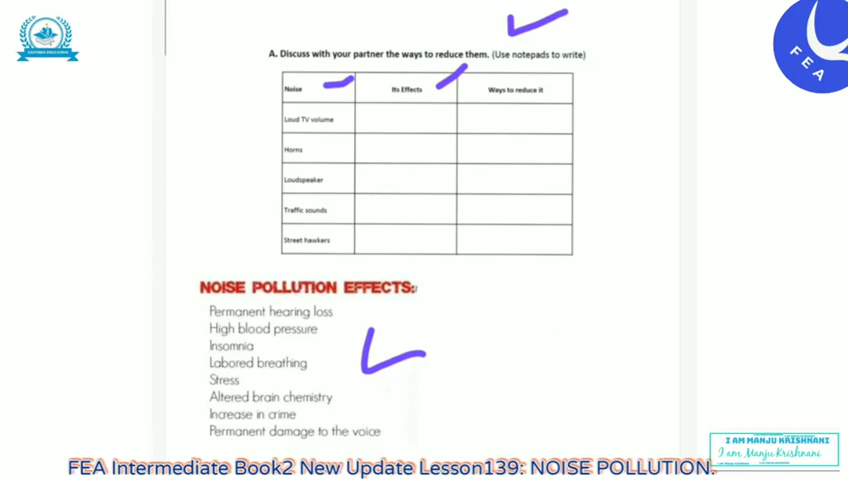 FEA
A. Discuss with your partner the ways to reduce them. (Use notepads to write)
Noise Its Effects Ways to reduce it
Loud TV volume
Horns
Loudspeaker
Traffic sounds
Street hawkers
NOISE POLLUTION EFFECTS:
Permanent hearing loss
High blood pressure
Insomnia
Labored breathing
Stress
Altered brain chemistry
Increase in crime
Permanent damage to the voice
I AM MANJU KRISHNANI
I am Manju Krishnani
FEA Intermediate Book2 New Update Lesson139: NOISE POLLUTION.